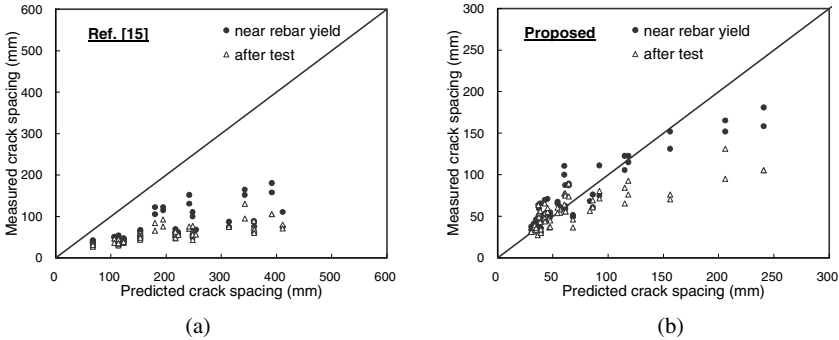 Ref. [15]
near rebar yield
after test
Measured crack spacing (mm)
600
500
400
300
200
100
0
0 100 200 300 400 500 600
Predicted crack spacing (mm)
(a)
Proposed
near rebar yield
after test
Measured crack spacing (mm)
300
250
200
150
100
50
0
0 50 100 150 200 250 300
Predicted crack spacing (mm)
(b)